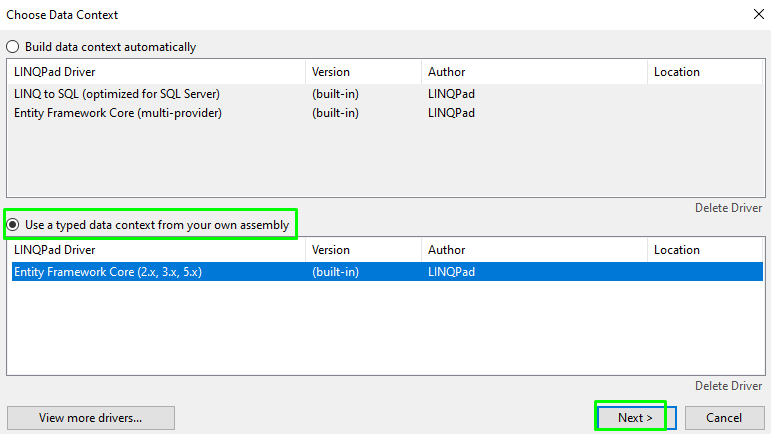 Choose Data Context
Build data context automatically
LINQPad Driver Version Author Location
LINQ to SQL (optimized for SQL Server) (built-in) LINQPad
Entity Framework Core (multi-provider) (built-in) LINQPad
Delete Driver
Use a typed data context from your own assembly
LINQPad Driver Version Author Location
Entity Framework Core (2.x, 3.x, 5.x) (built-in) LINQPad
Delete Driver
View more drivers... Next > Cancel